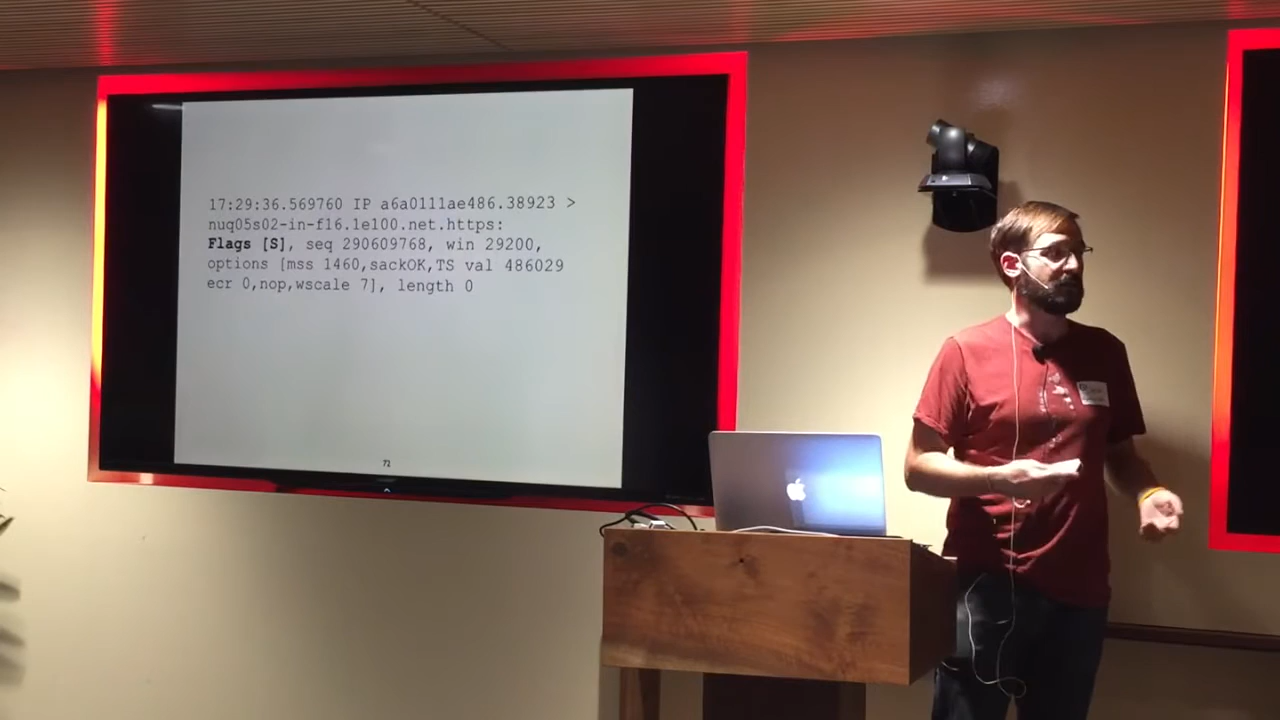 17:29:36.569760 IP a6a0111ae486.38923 >
nuq05s02-in-f16.1e100.net.https:
Flags [S], seq 290609768, win 29200,
options [mss 1460,sackOK,TS val 486029
ecr 0,nop,wscale 7], length 0
72